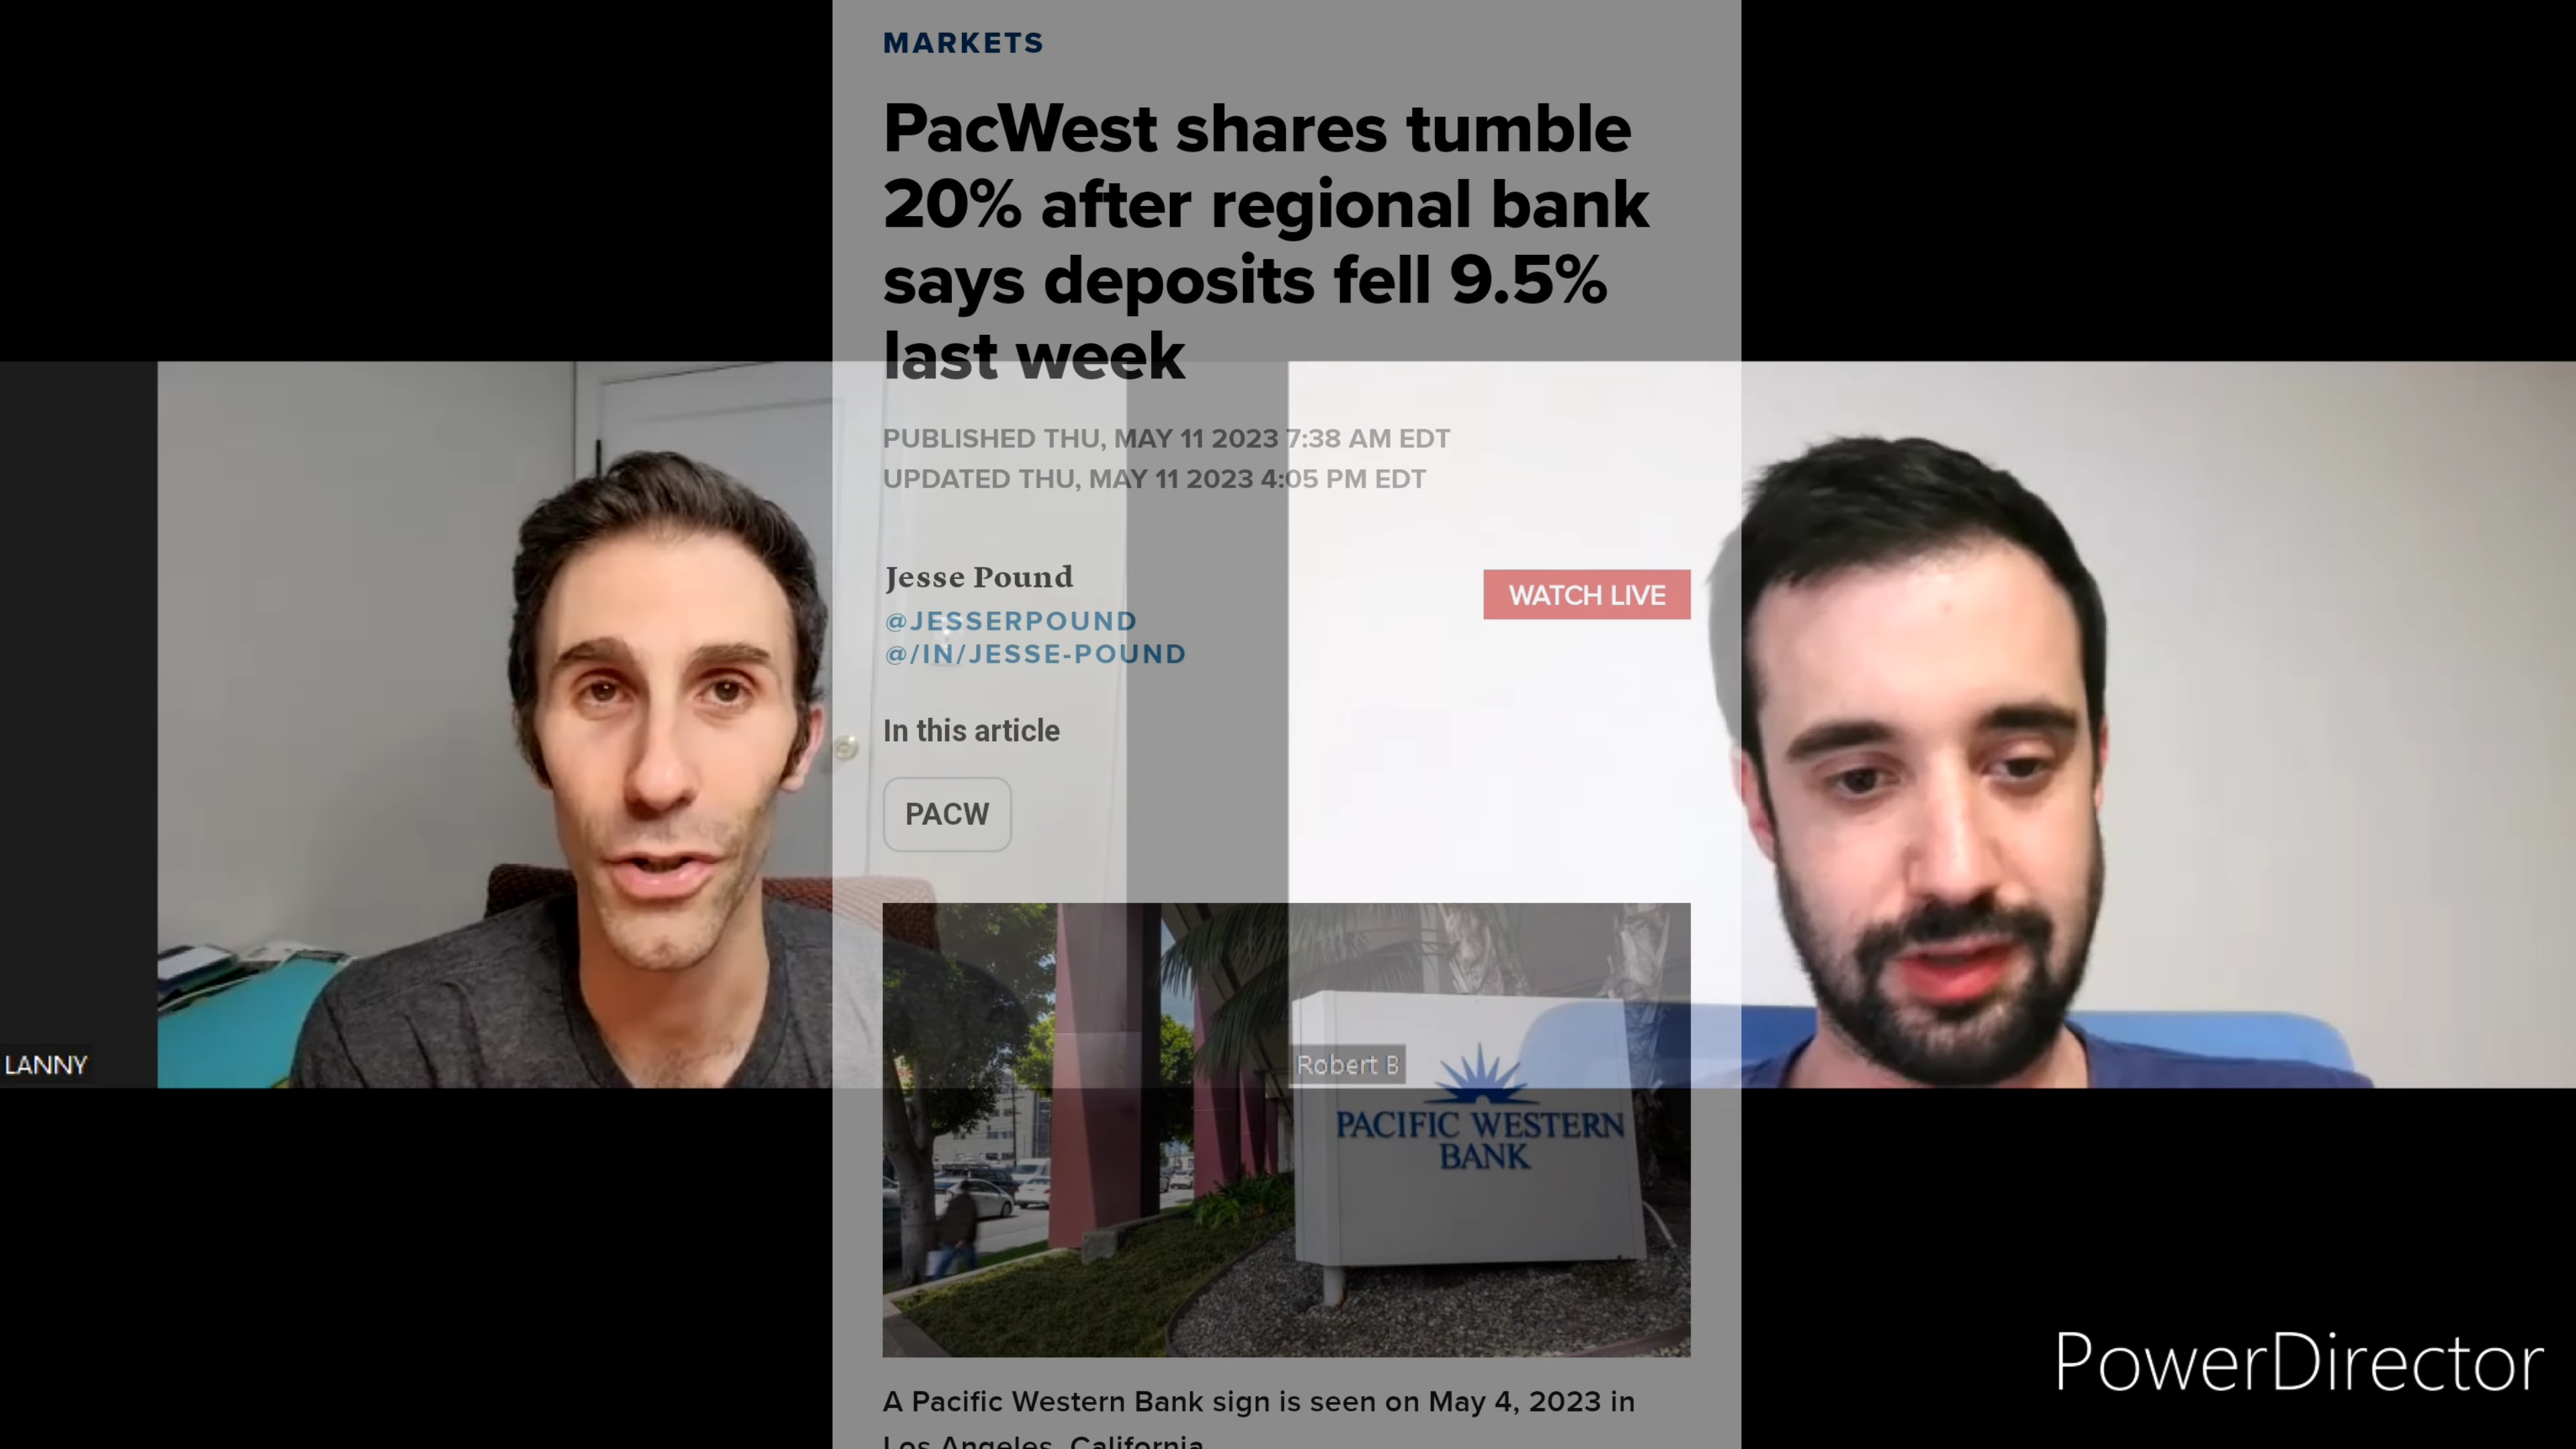 MARKETS
PacWest shares tumble
20% after regional bank
says deposits fell 9.5%
last week
PUBLISHED THU, MAY 11 2023 7:38 AM EDT
UPDATED THU, MAY 11 2023 4:05 PM EDT
Jesse Pound
@JESSERPOUND
@/IN/JESSE-POUND
WATCH LIVE
In this article
PACW
LANNY
Robert B
PACIFIC WESTERN
BANK
PowerDirector
A Pacific Western Bank sign is seen on May 4, 2023 in
Los Angeles, California